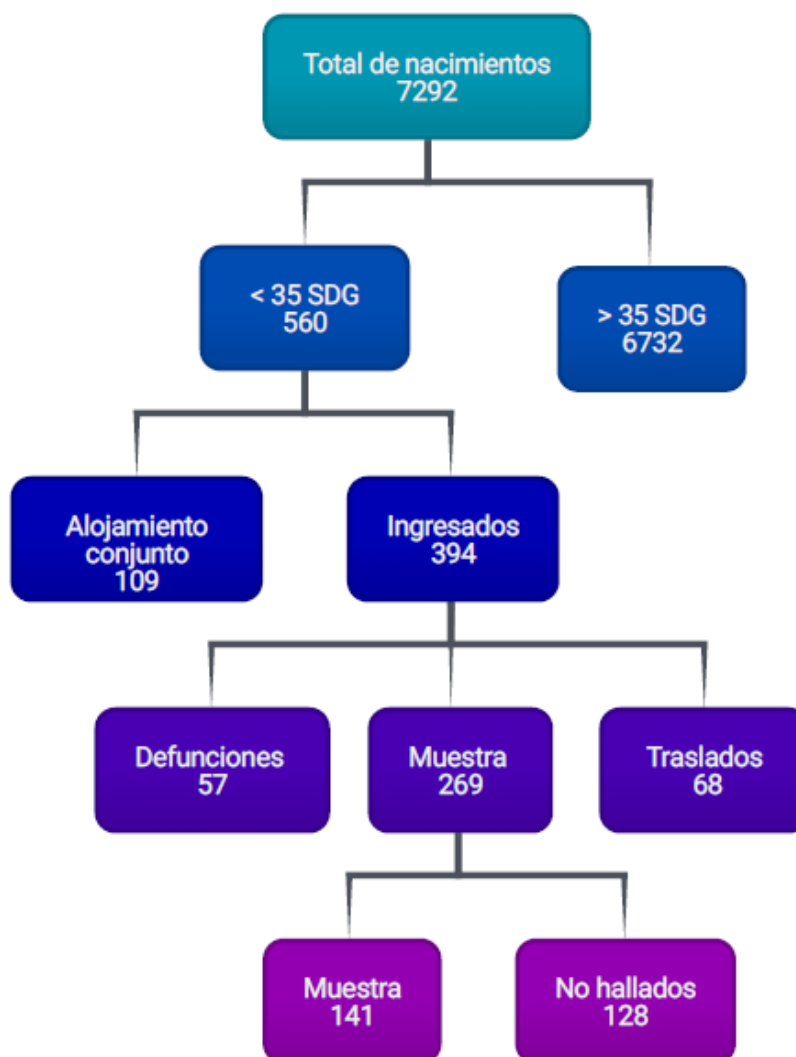 Total de nacimientos
7292
< 35 SDG
560
> 35 SDG
6732
Alojamiento
conjunto
109
Ingresados
394
Defunciones
57
Muestra
269
Traslados
68
Muestra
141
No hallados
128